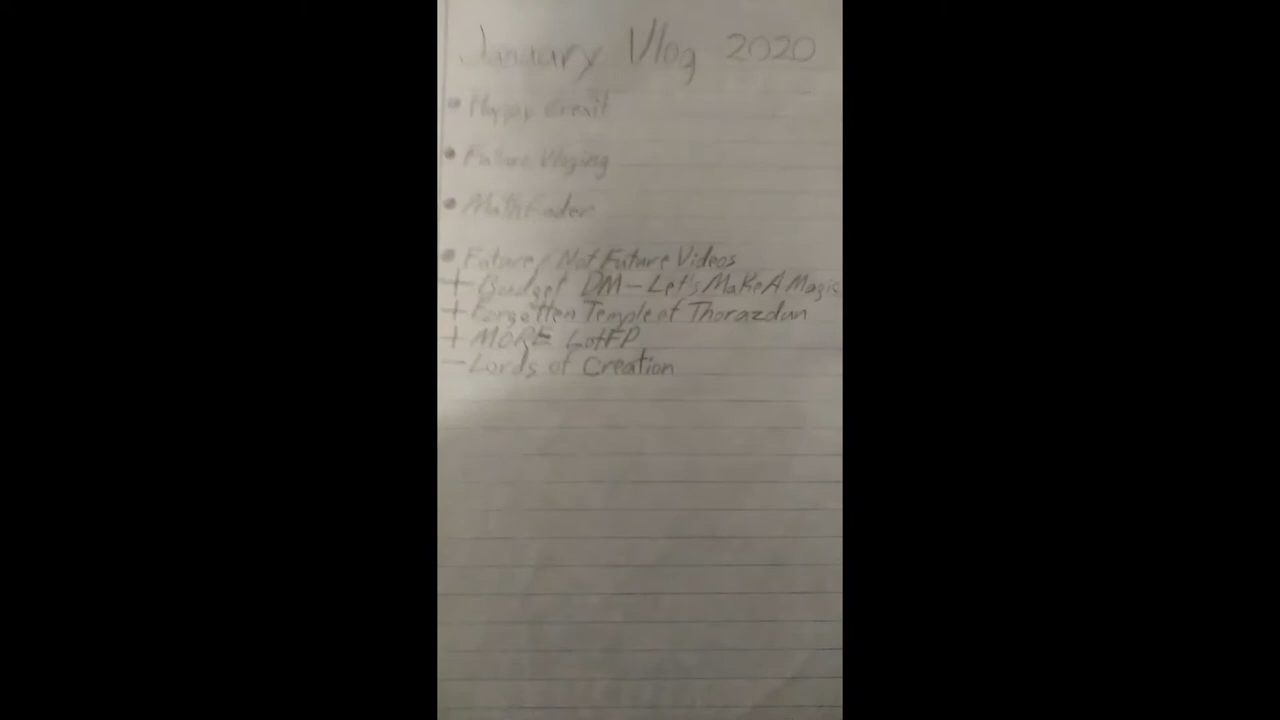 January Vlog 2020
• Happy Brexit
• Future Vloging
• Mathfinder
• Future / Not Future Videos
+ Budget DM - Let's Make A Magic
+ Forgotten Temple of Thorazdun
+ MORE LotFP
- Lords of Creation